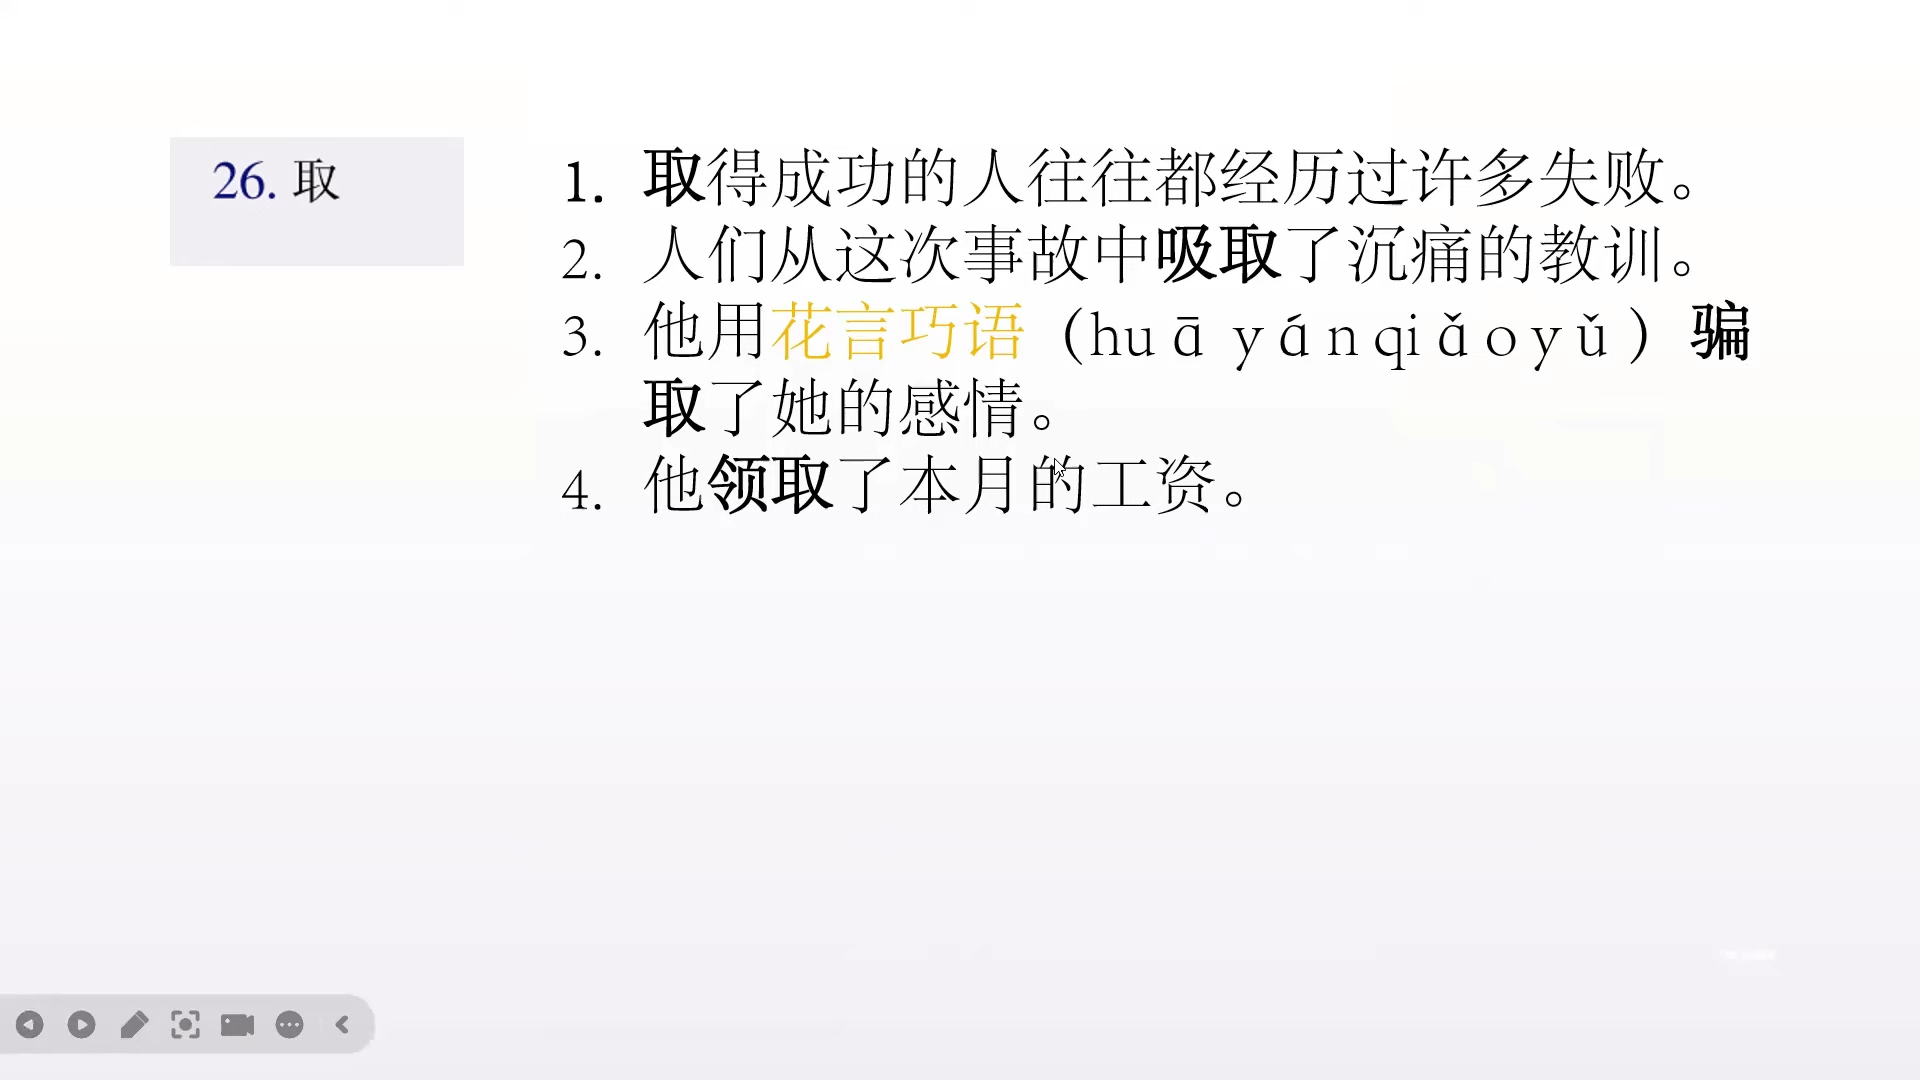 26. 取
1. 取得成功的人往往都经历过许多失败。
2. 人们从这次事故中吸取了沉痛的教训。
3. 他用花言巧语（huāyánqiǎoyǔ）骗
取了她的感情。
4. 他领取了本月的工资。